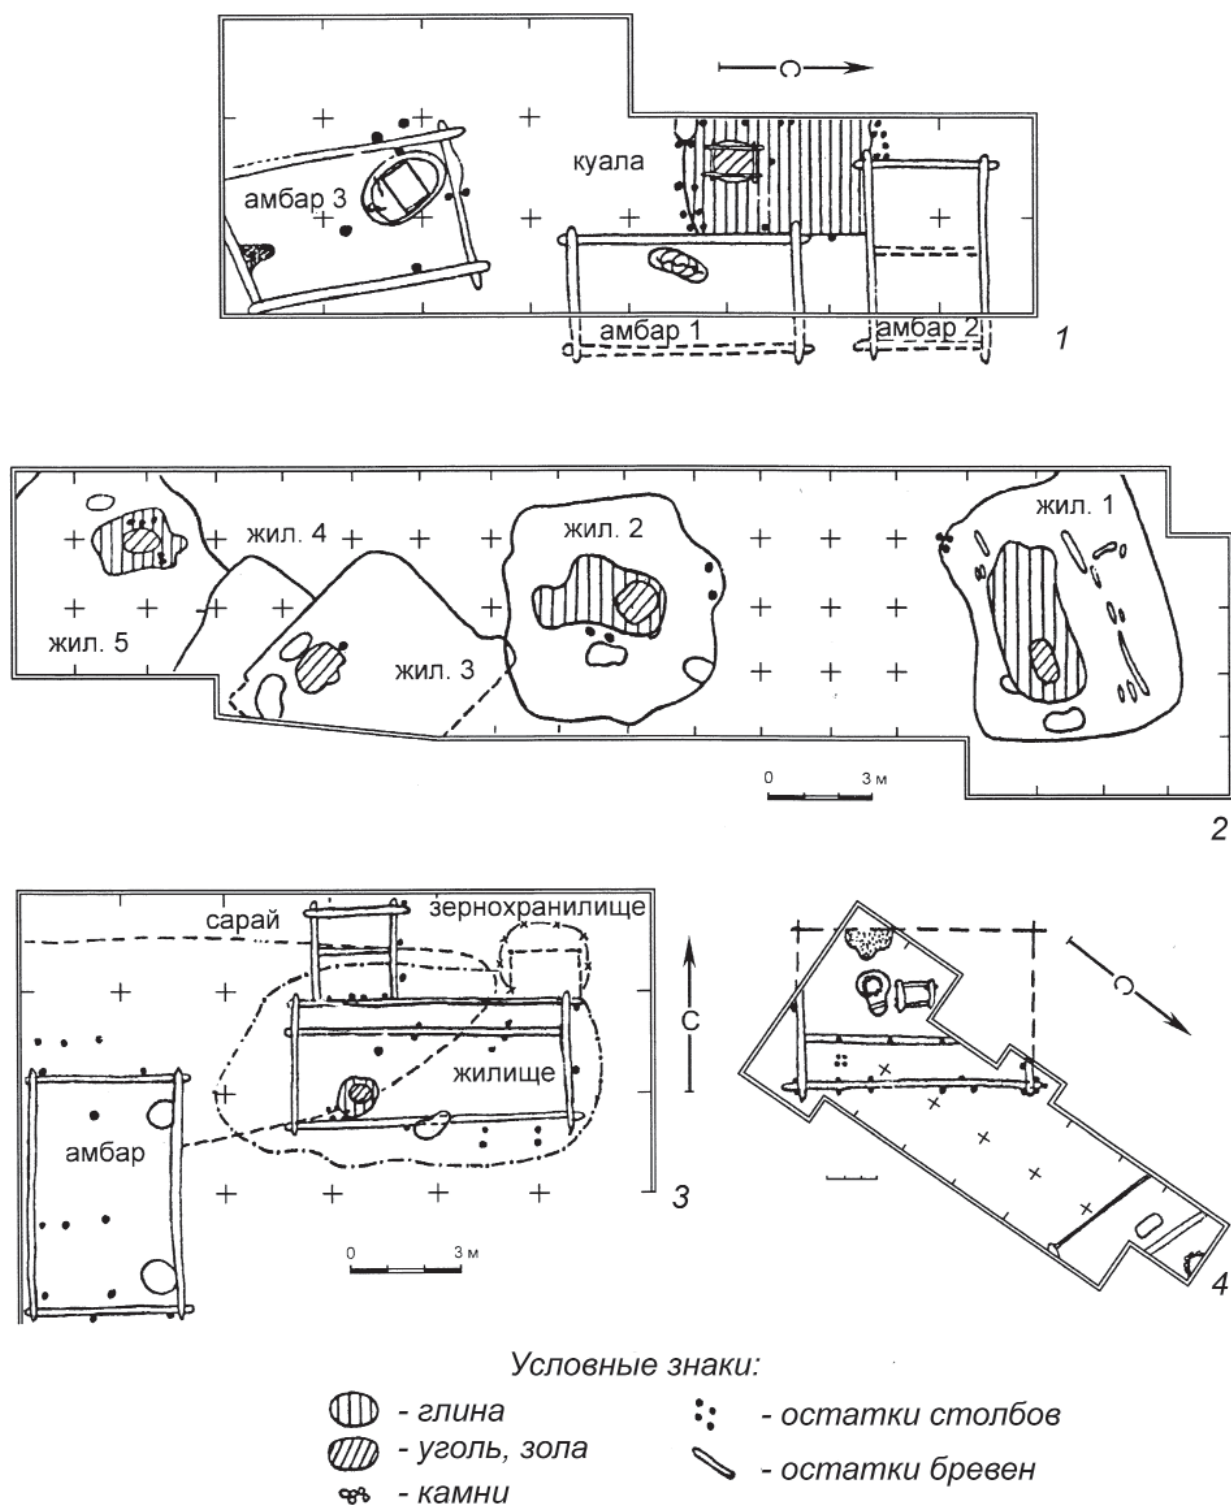 С
куала
амбар 3
амбар 1
амбар 2
1
жил. 1
жил. 2
жил. 4
жил. 5
жил. 3
0 3 м
2
сарай
зернохранилище
С
С
жилище
амбар
3
0 3 м
4
Условные знаки:
- глина
- остатки столбов
- уголь, зола
- остатки бревен
- камни